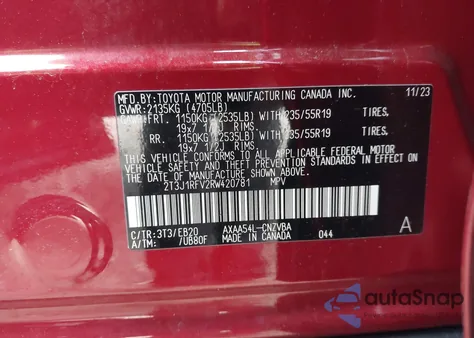 MFD.BY: TOYOTA MOTOR MANUFACTURING CANADA INC. 11/23
GVWR: 2135KG (4705LB)
GAWR: FRT. 1150KG (2535LB) WITH 235/55R19 TIRES,
19x7 1/2J RIMS
RR. 1150KG (2535LB) WITH 235/55R19 TIRES,
19x7 1/2J RIMS
THIS VEHICLE CONFORMS TO ALL APPLICABLE FEDERAL MOTOR
VEHICLE SAFETY AND BUMPER STANDARDS IN EFFECT ON THE DATE OF
MANUFACTURE SHOWN ABOVE.
2T3J1RFV2RW420781 MPV
C/TR: 3T3/EB20 AXAA54L-CNZVBA A
A/TM: /UB80F MADE IN CANADA 044
autoSnap